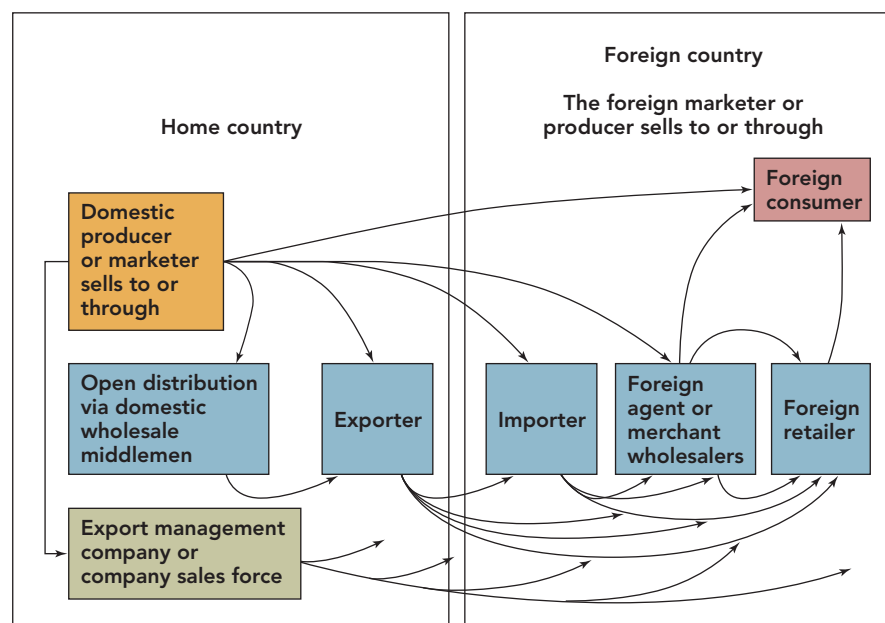 Home country
Foreign country
The foreign marketer or
producer sells to or through
Foreign
consumer
Domestic
producer
or marketer
sells to or
through
Open distribution
via domestic
wholesale
middlemen
Exporter
Importer
Foreign
agent or
merchant
wholesalers
Foreign
retailer
Export management
company or
company sales force